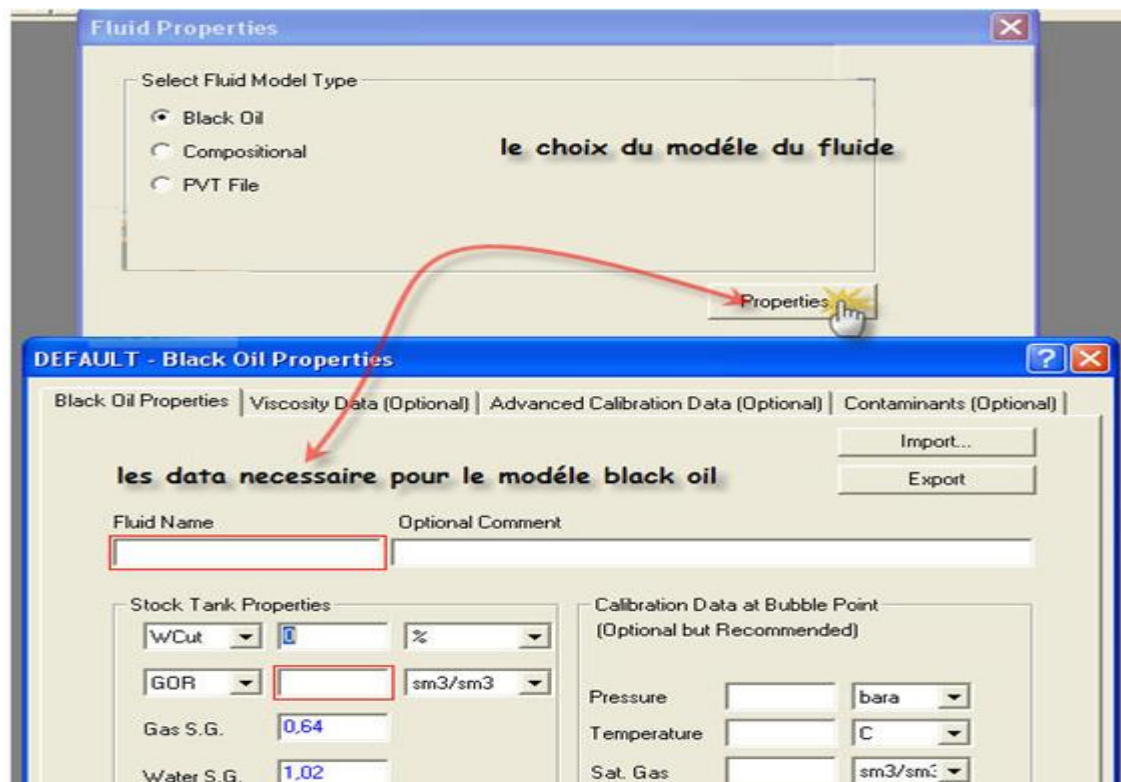 Fluid Properties
Select Fluid Model Type
Black Oil
Compositional
PVT File
le choix du modéle du fluide
Properties
DEFAULT - Black Oil Properties
Black Oil Properties Viscosity Data (Optional) Advanced Calibration Data (Optional) Contaminants (Optional)
Import...
les data necessaire pour le modéle black oil
Export
Fluid Name Optional Comment
Stock Tank Properties
WCut 0 %
GOR sm3/sm3
Gas S.G. 0,64
Water S.G. 1,02
Calibration Data at Bubble Point
(Optional but Recommended)
Pressure bara
Temperature C
Sat. Gas sm3/sm3